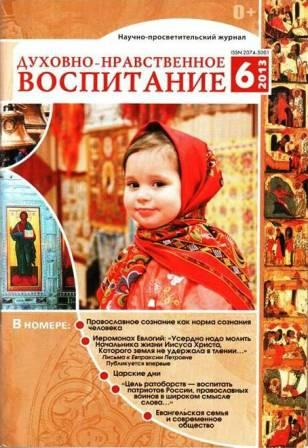 0+
Научно-просветительский журнал
ISSN 2074-5001
ДУХОВНО-НРАВСТВЕННОЕ
ВОСПИТАНИЕ
6
2013
В НОМЕРЕ:
Православное сознание как норма сознания
человека
Иеромонах Евлогий: «Усердно надо молить
Начальника жизни Иисуса Христа,
Которого земля не удержала в тлении...»
Письма к Евпраксии Петровне
Публикуется впервые
Царские дни
«Цель ратоборств — воспитать
патриотов России, православных
воинов в широком смысле
слова...»
Евангельская семья
и современное
общество